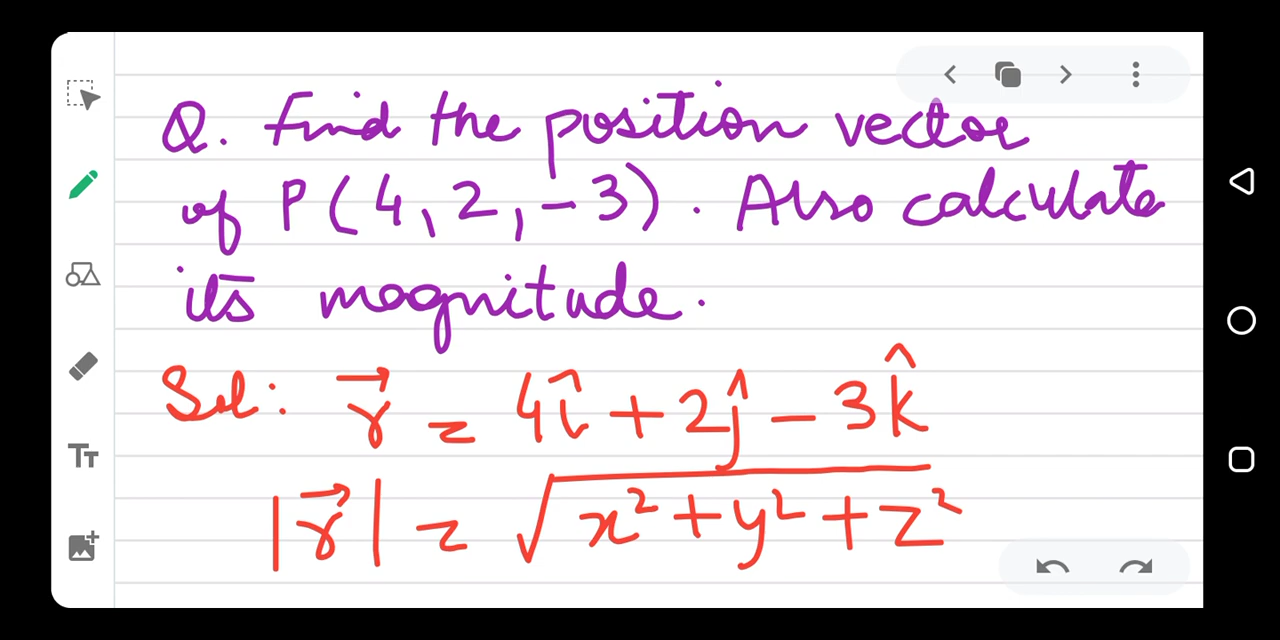 Q. Find the position vector
of P(4, 2, -3). Also calculate
its magnitude.
Sol: r⃗ = 4î + 2ĵ - 3k̂
|r⃗| = √(x² + y² + z²)
Tт